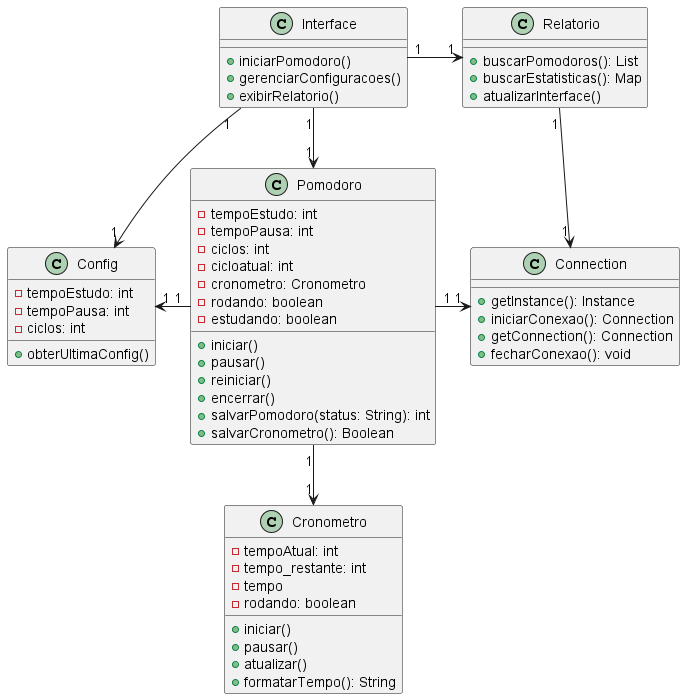 C Interface
iniciarPomodoro()
gerenciarConfiguracoes()
exibirRelatorio()
C Relatorio
buscarPomodoros(): List
buscarEstatisticas(): Map
atualizarInterface()
1 1
1
1
1
1
1
1
C Pomodoro
tempoEstudo: int
tempoPausa: int
ciclos: int
cicloatual: int
cronometro: Cronometro
rodando: boolean
estudando: boolean
iniciar()
pausar()
reiniciar()
encerrar()
salvarPomodoro(status: String): int
salvarCronometro(): Boolean
C Config
tempoEstudo: int
tempoPausa: int
ciclos: int
obterUltimaConfig()
1 1
1 1
C Connection
getInstance(): Instance
iniciarConexao(): Connection
getConnection(): Connection
fecharConexao(): void
1
1
C Cronometro
tempoAtual: int
tempo_restante: int
tempo
rodando: boolean
iniciar()
pausar()
atualizar()
formatarTempo(): String